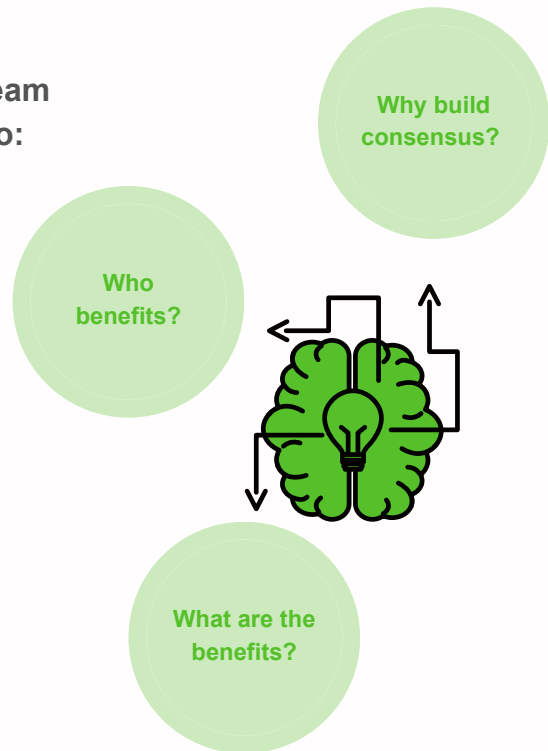 Why build
consensus?
Who
benefits?
What are the
benefits?